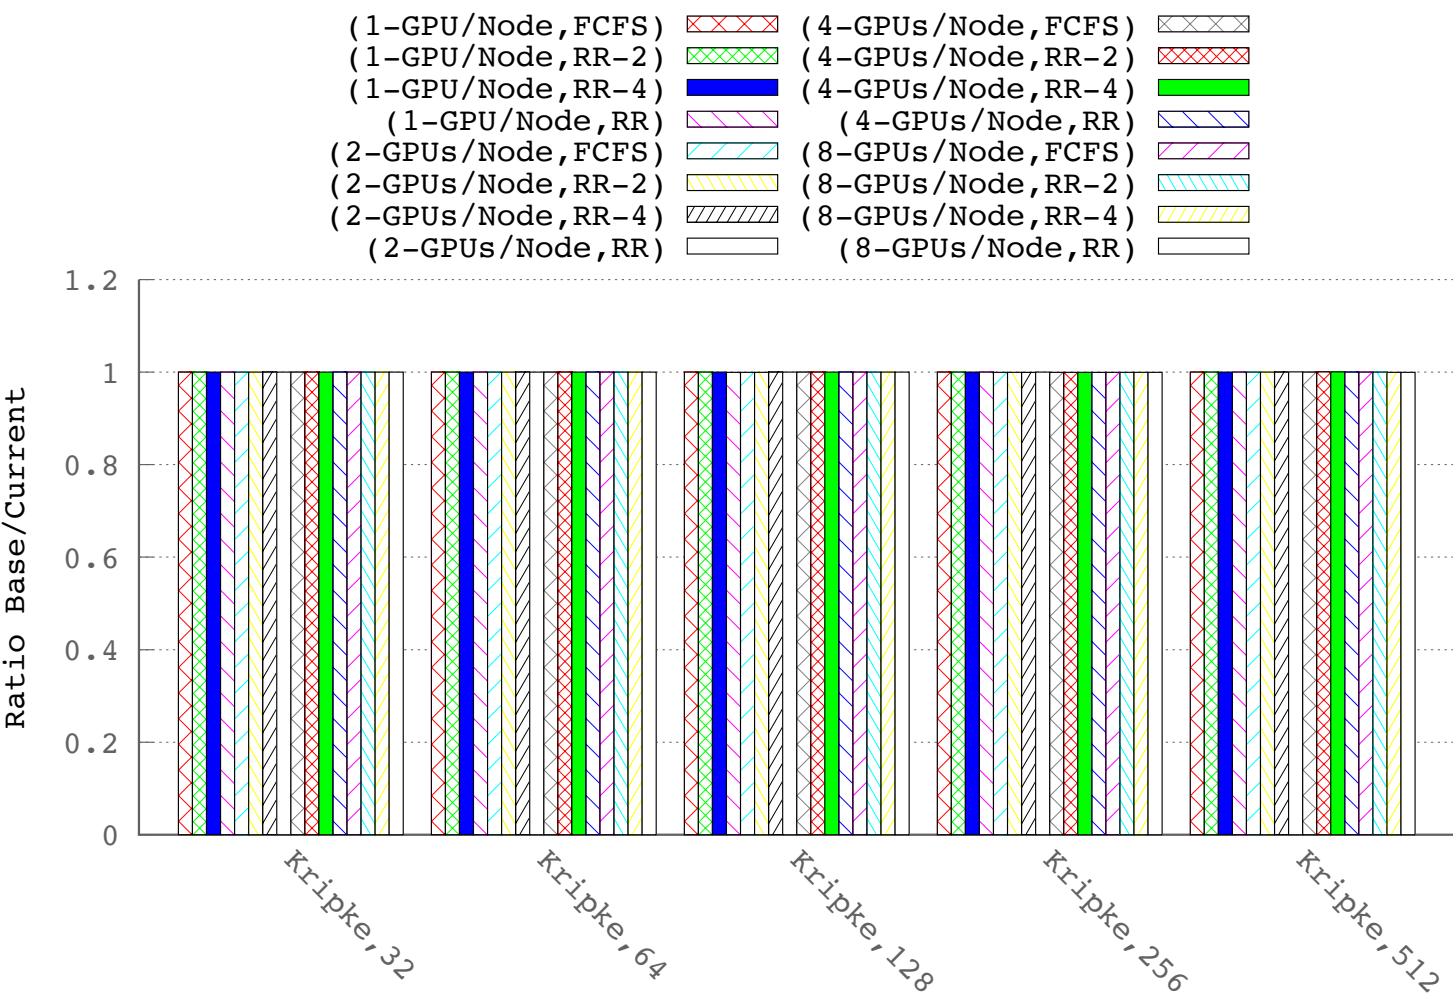 (1-GPU/Node,FCFS) (4-GPUs/Node,FCFS)
(1-GPU/Node,RR-2) (4-GPUs/Node,RR-2)
(1-GPU/Node,RR-4) (4-GPUs/Node,RR-4)
(1-GPU/Node,RR) (4-GPUs/Node,RR)
(2-GPUs/Node,FCFS) (8-GPUs/Node,FCFS)
(2-GPUs/Node,RR-2) (8-GPUs/Node,RR-2)
(2-GPUs/Node,RR-4) (8-GPUs/Node,RR-4)
(2-GPUs/Node,RR) (8-GPUs/Node,RR)
1.2
1
0.8
0.6
0.4
0.2
0
Ratio Base/Current
Kripke,32
Kripke,64
Kripke,128
Kripke,256
Kripke,512